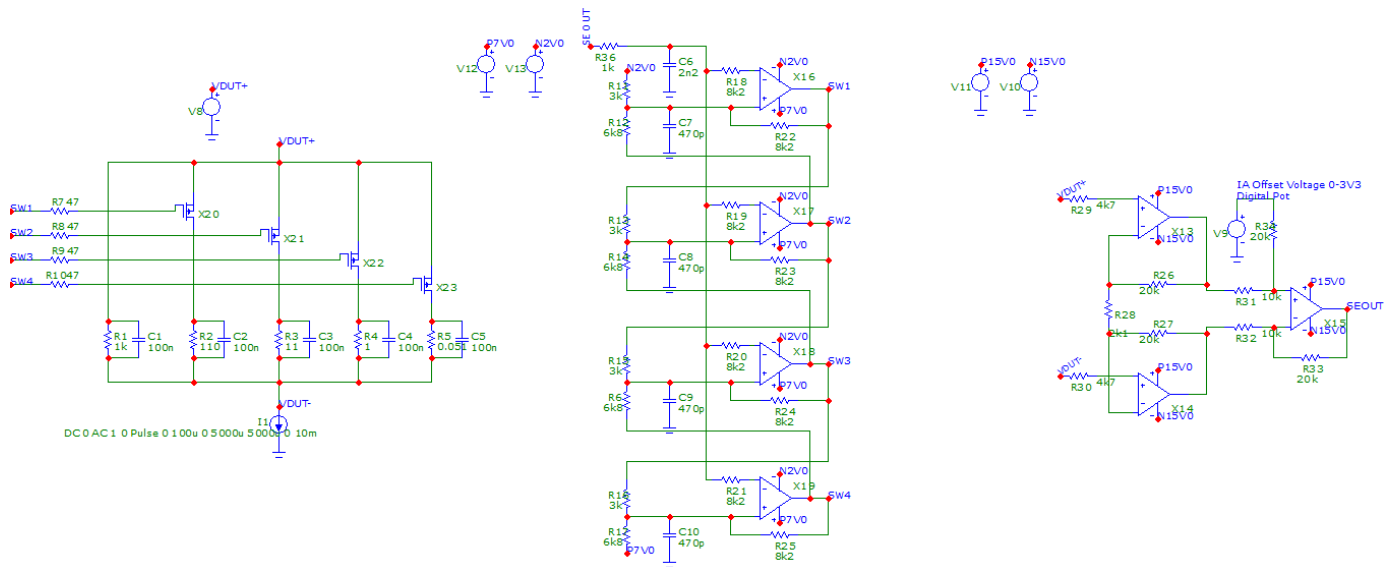 SEOUT
P7V0
N2V0
V12
V13
R36
1k
C6
2n2
VDUT+
V8
VDUT+
SW1
R7 47
X20
SW2
R8 47
X21
SW3
R9 47
X22
SW4
R10 47
X23
R1
1k
C1
100n
R2
110
C2
100n
R3
11
C3
100n
R4
1
C4
100n
R5
0.051
C5
100n
VDUT-
I1
DC 0 AC 1 0 Pulse 0 100u 0 5000u 5000u 0 10m
N2V0
3k
6k8
C7
470p
R18
8k2
N2V0
X16
P7V0
SW1
R22
8k2
3k
6k8
C8
470p
R19
8k2
N2V0
X17
P7V0
SW2
R23
8k2
3k
R6
6k8
C9
470p
R20
8k2
N2V0
X18
P7V0
SW3
R24
8k2
3k
6k8
P7V0
C10
470p
R21
8k2
N2V0
X19
P7V0
SW4
R25
8k2
P15V0
N15V0
V11
V10
VDUT+
R29
4k7
P15V0
X13
N15V0
IA Offset Voltage 0-3V3
Digital Pot
V9
20k
R26
20k
R28
2k1
R27
20k
R31
10k
R32
10k
P15V0
X15
N15V0
SEOUT
R33
20k
VDUT-
R30
4k7
P15V0
X14
N15V0